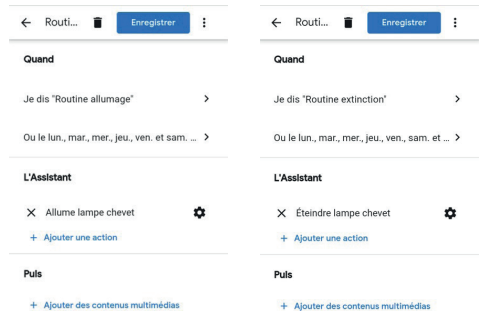 Routi...
Enregistrer
Quand
Je dis "Routine allumage"
Ou le lun., mar., mer., jeu., ven. et sam. ...
L'Assistant
Allume lampe chevet
+ Ajouter une action
Puis
+ Ajouter des contenus multimédias
Routi...
Enregistrer
Quand
Je dis "Routine extinction"
Ou le lun., mar., mer., jeu., ven., sam. et ...
L'Assistant
Éteindre lampe chevet
+ Ajouter une action
Puis
+ Ajouter des contenus multimédias